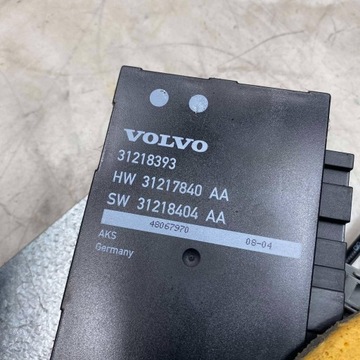 VOLVO
31218393
HW 31217840 AA
SW 31218404 AA
48067970 08-04
AKS
Germany